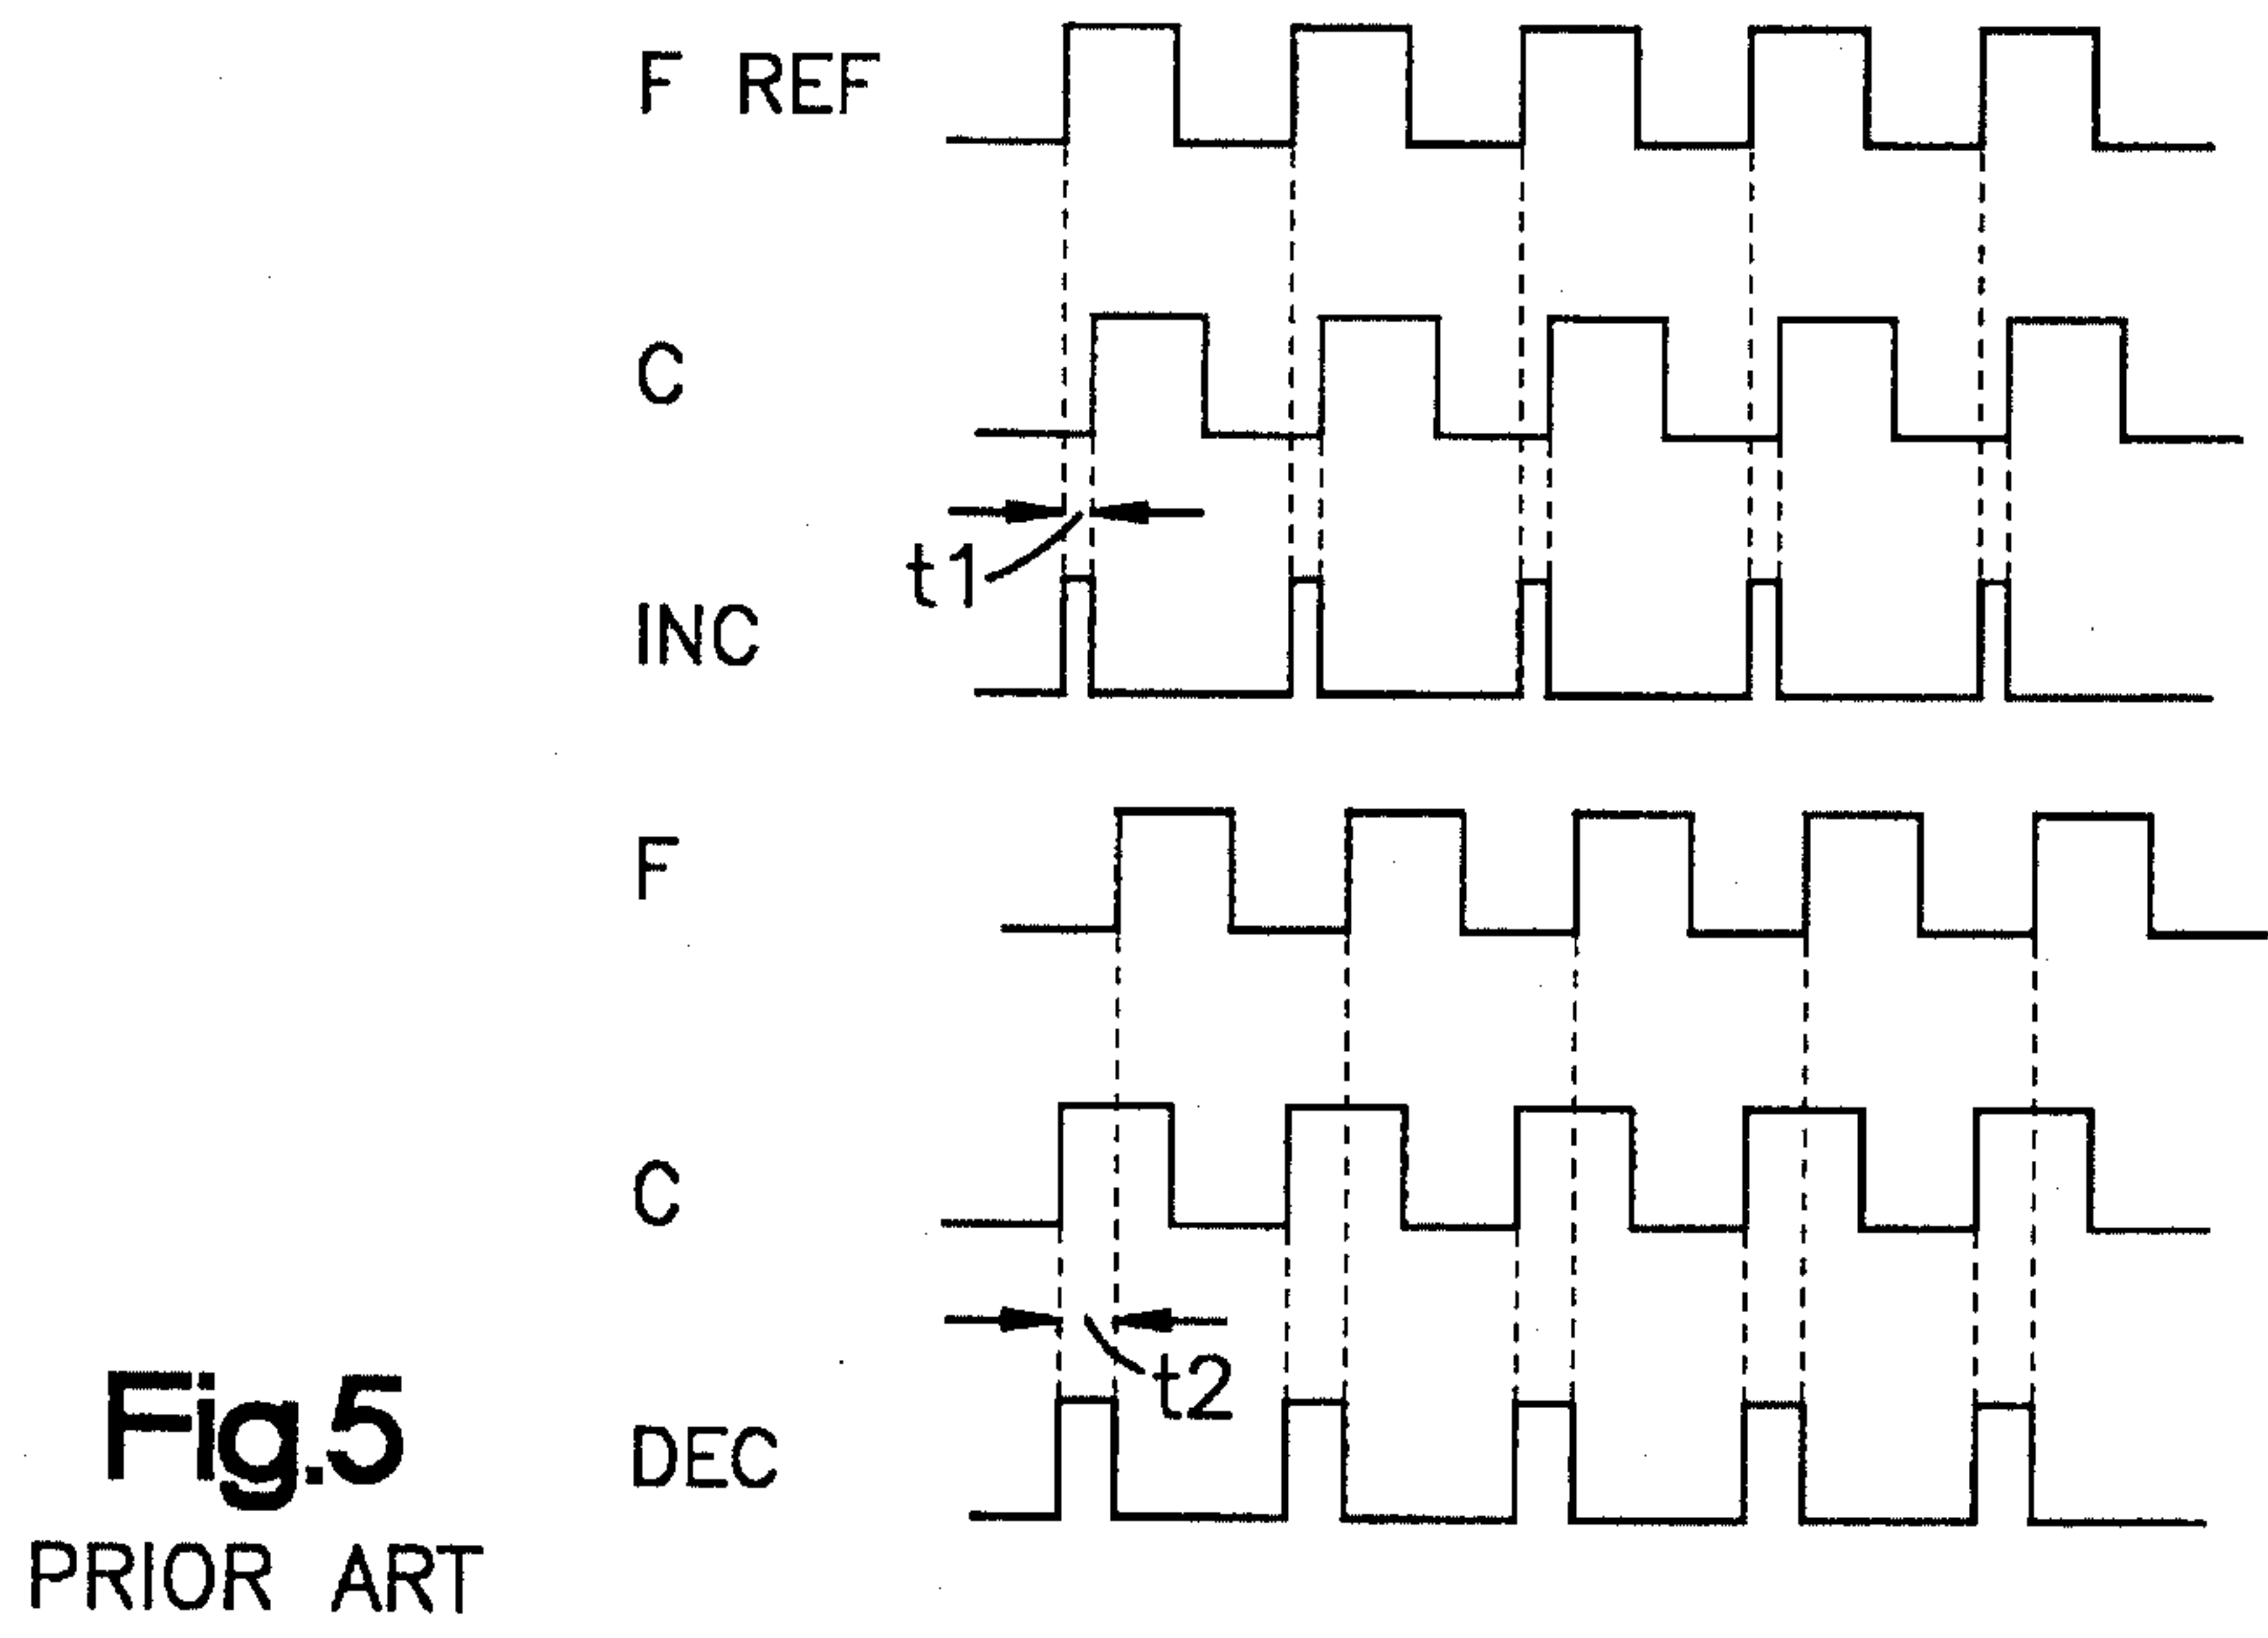 F REF
C
t1
INC
F
C
t2
DEC
Fig.5
PRIOR ART